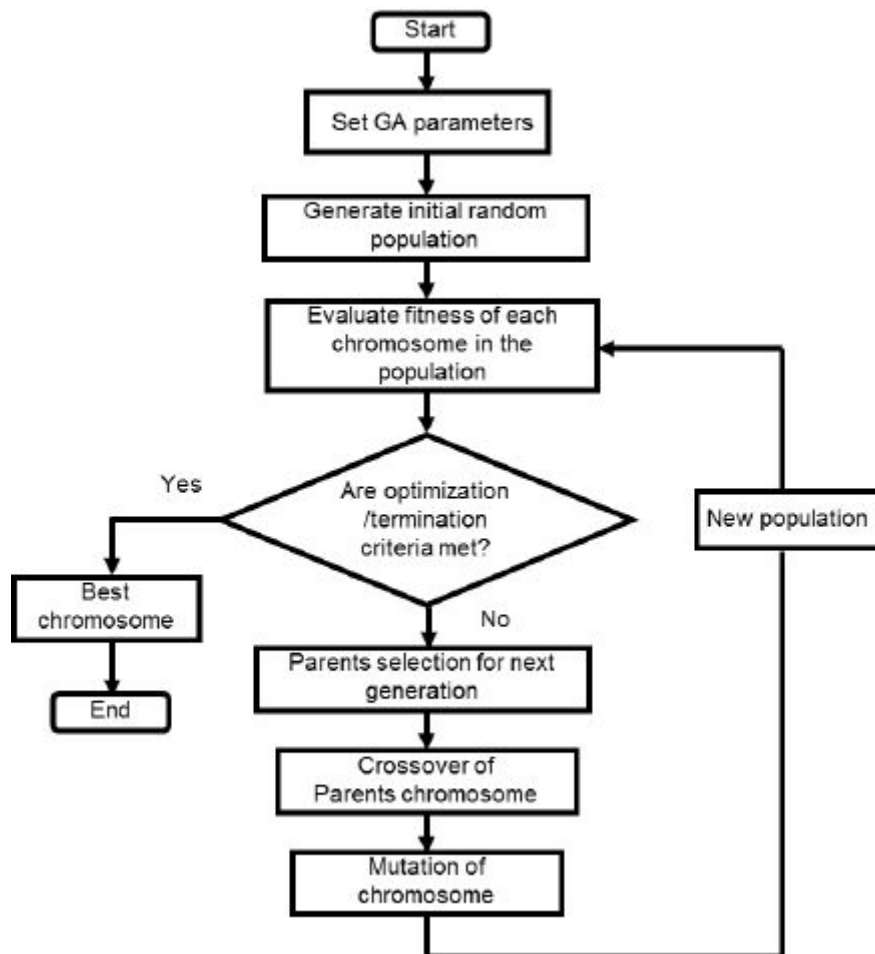 Start
Set GA parameters
Generate initial random
population
Evaluate fitness of each
chromosome in the
population
Yes
Are optimization
/termination
criteria met?
New population
Best
chromosome
No
Parents selection for next
generation
End
Crossover of
Parents chromosome
Mutation of
chromosome